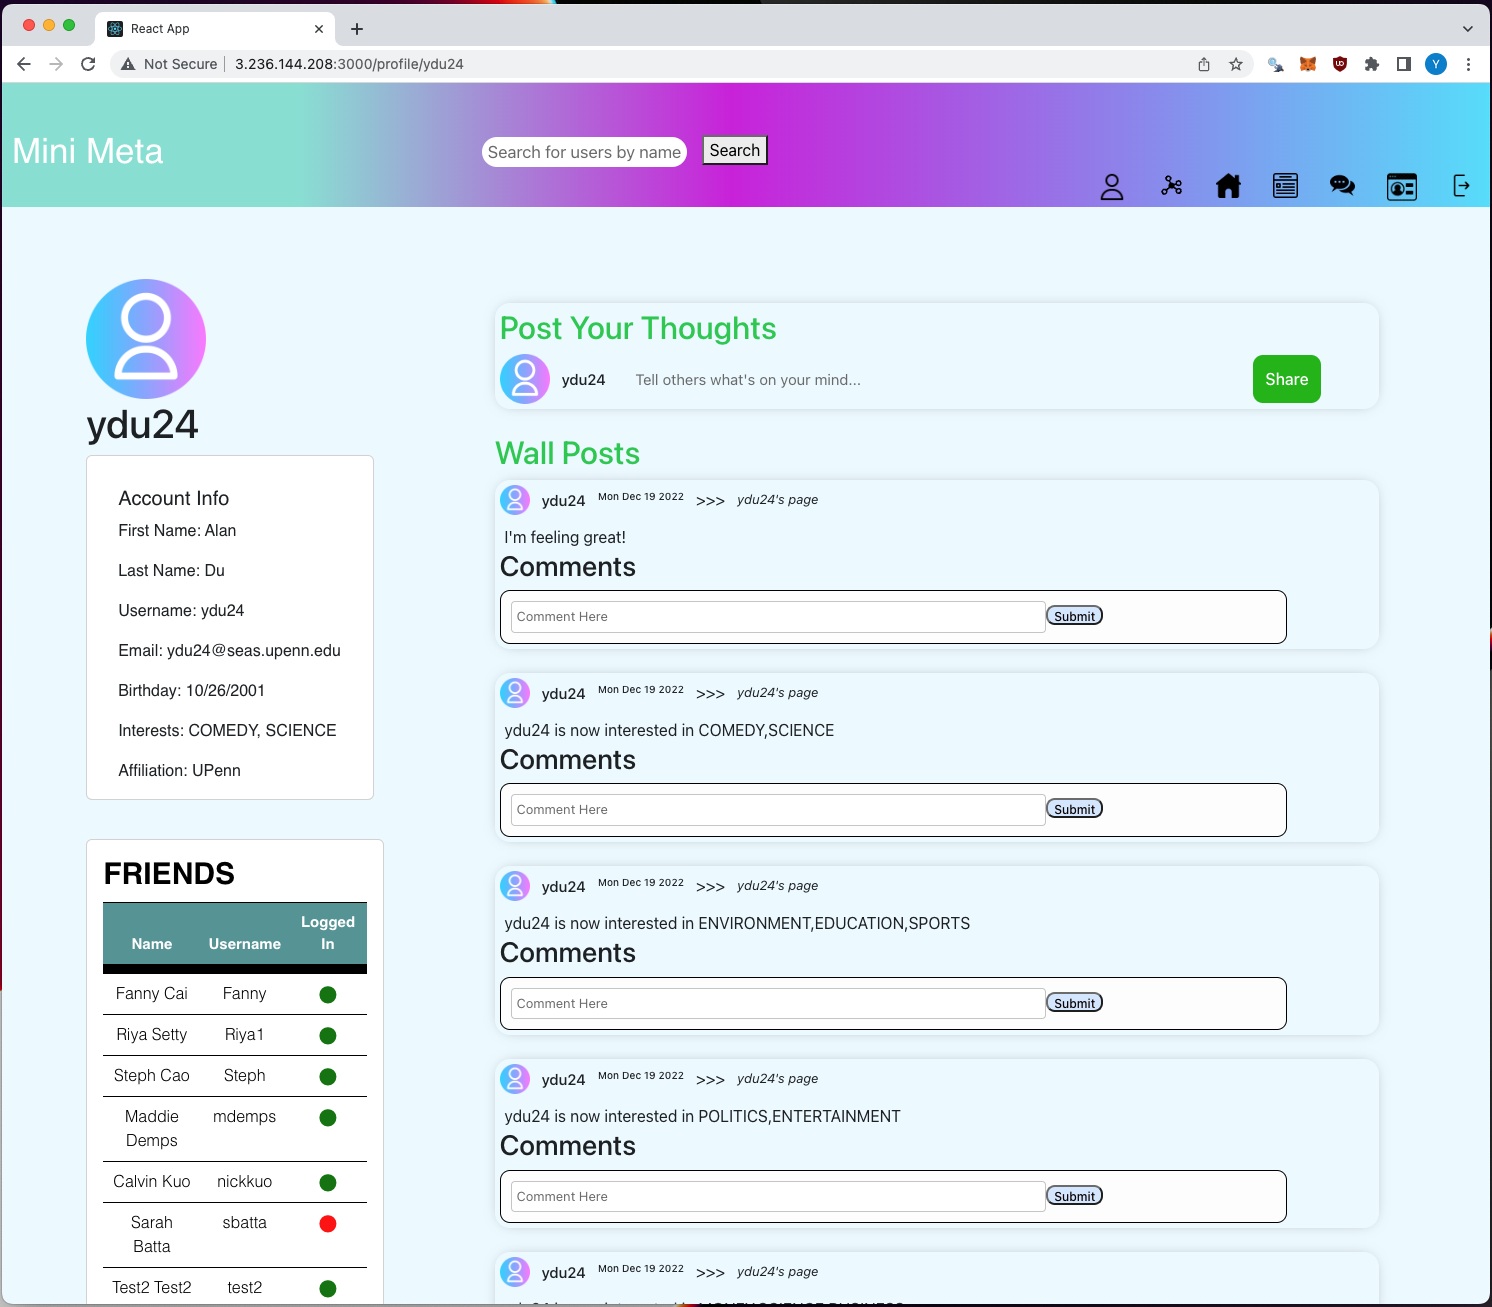 React App
Not Secure
3.236.144.208:3000/profile/ydu24
Y
Mini Meta
Search for users by name
Search
ydu24
Account Info
First Name: Alan
Last Name: Du
Username: ydu24
Email: ydu24@seas.upenn.edu
Birthday: 10/26/2001
Interests: COMEDY, SCIENCE
Affiliation: UPenn
FRIENDS
Name Username Logged In
Fanny Cai Fanny
Riya Setty Riya1
Steph Cao Steph
Maddie Demps mdemps
Calvin Kuo nickkuo
Sarah Batta sbatta
Test2 Test2 test2
Post Your Thoughts
ydu24 Tell others what's on your mind... Share
Wall Posts
ydu24 Mon Dec 19 2022 >>> ydu24's page
I'm feeling great!
Comments
Comment Here Submit
ydu24 Mon Dec 19 2022 >>> ydu24's page
ydu24 is now interested in COMEDY,SCIENCE
Comments
Comment Here Submit
ydu24 Mon Dec 19 2022 >>> ydu24's page
ydu24 is now interested in ENVIRONMENT,EDUCATION,SPORTS
Comments
Comment Here Submit
ydu24 Mon Dec 19 2022 >>> ydu24's page
ydu24 is now interested in POLITICS,ENTERTAINMENT
Comments
Comment Here Submit
ydu24 Mon Dec 19 2022 >>> ydu24's page